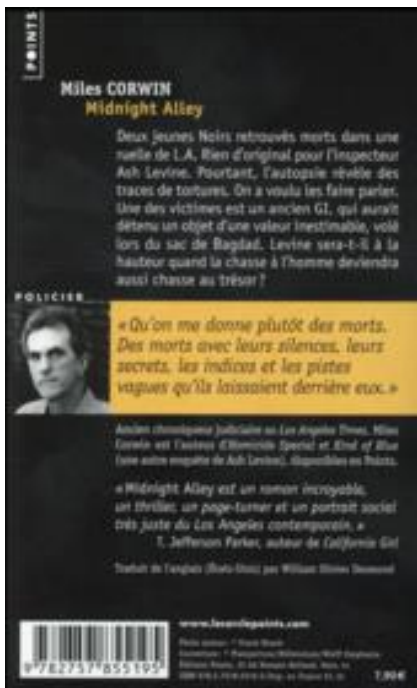 POINTS
Miles CORWIN
Midnight Alley
Deux jeunes Noirs retrouvés morts dans une
ruelle de L.A. Rien d'original pour l'inspecteur
Ash Levine. Pourtant, l'autopsie révèle des
traces de tortures. On a voulu les faire parler.
Une des victimes est un ancien GI, qui aurait
détenu un objet d'une valeur inestimable, volé
lors du sac de Bagdad. Levine sera-t-il à la
hauteur quand la chasse à l'homme deviendra
aussi chasse au trésor ?
POLICIER
« Qu'on me donne plutôt des morts.
Des morts avec leurs silences, leurs
secrets, les indices et les pistes
vagues qu'ils laissaient derrière eux. »
Ancien chroniqueur judiciaire au Los Angeles Times, Miles
Corwin est l'auteur d'Homicide Special et Kind of Blue
(une autre enquête de Ash Levine), disponibles en Points.
« Midnight Alley est un roman incroyable,
un thriller, un page-turner et un portrait social
très juste du Los Angeles contemporain. »
T. Jefferson Parker, auteur de California Girl
Traduit de l'anglais (États-Unis) par William Olivier Desmond
www.lecerclepoints.com
9 782757 855195
7,90€